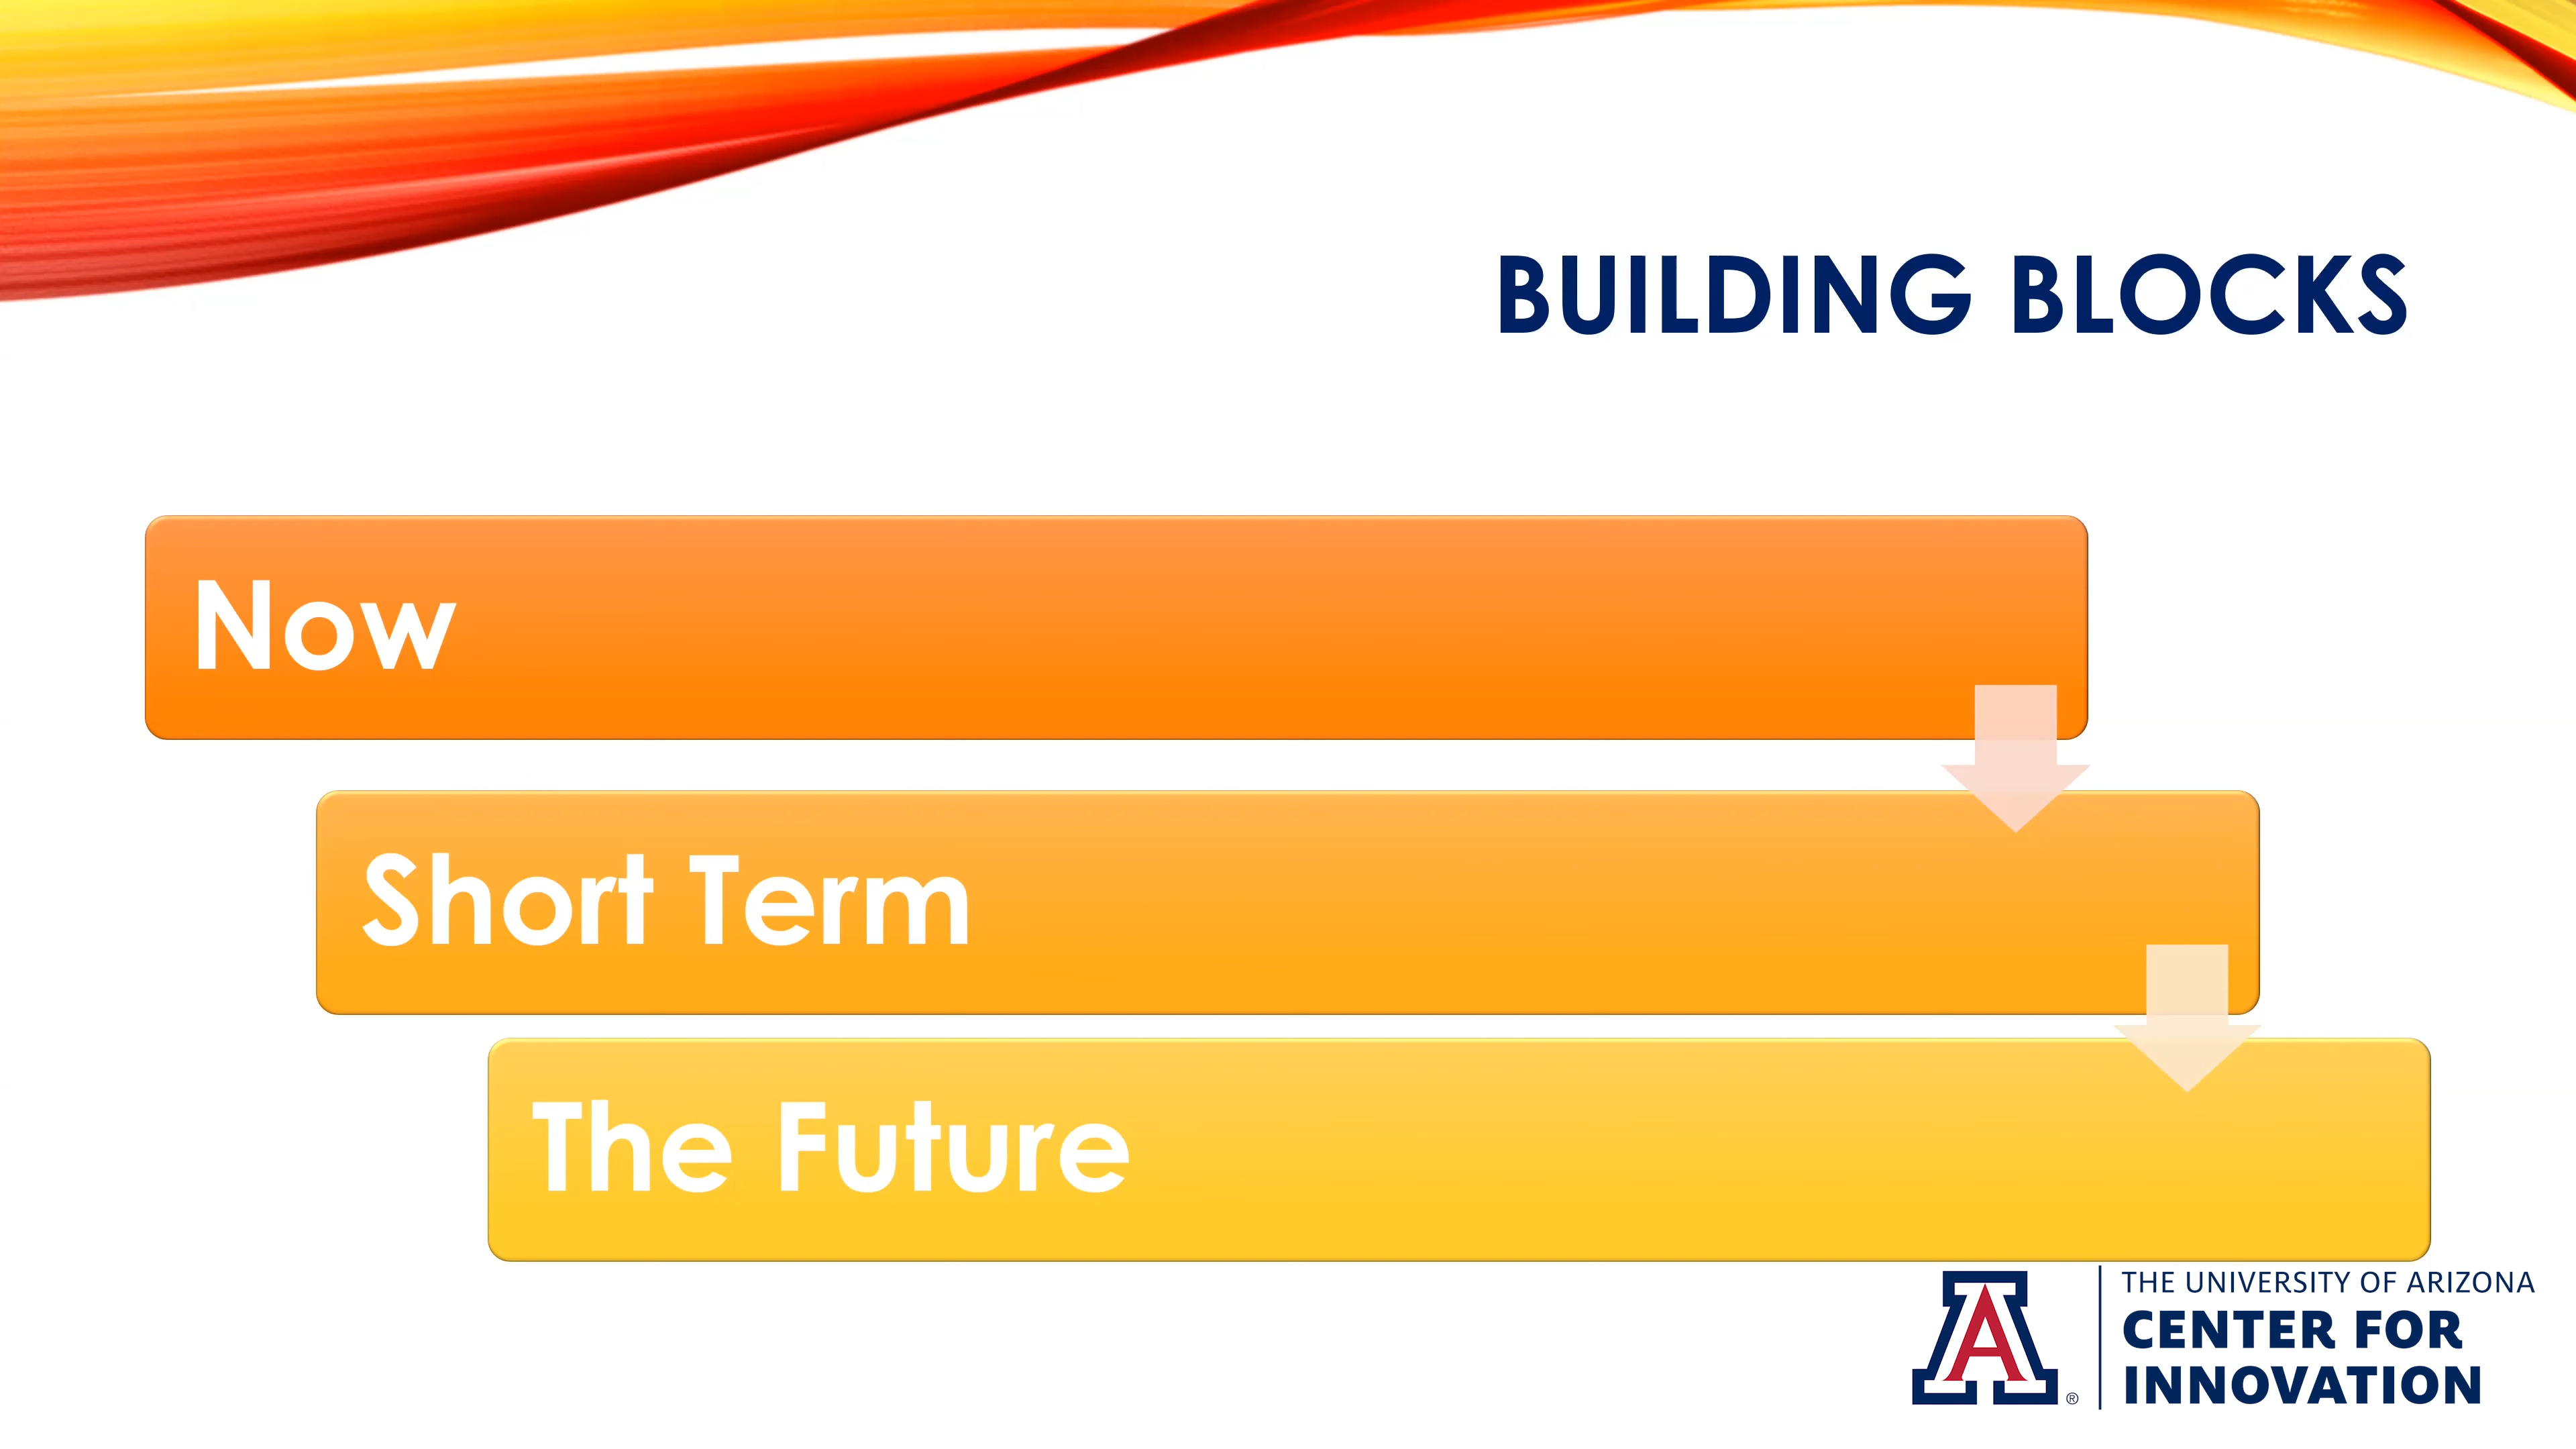 BUILDING BLOCKS
Now
Short Term
The Future
THE UNIVERSITY OF ARIZONA
CENTER FOR
INNOVATION
A
®